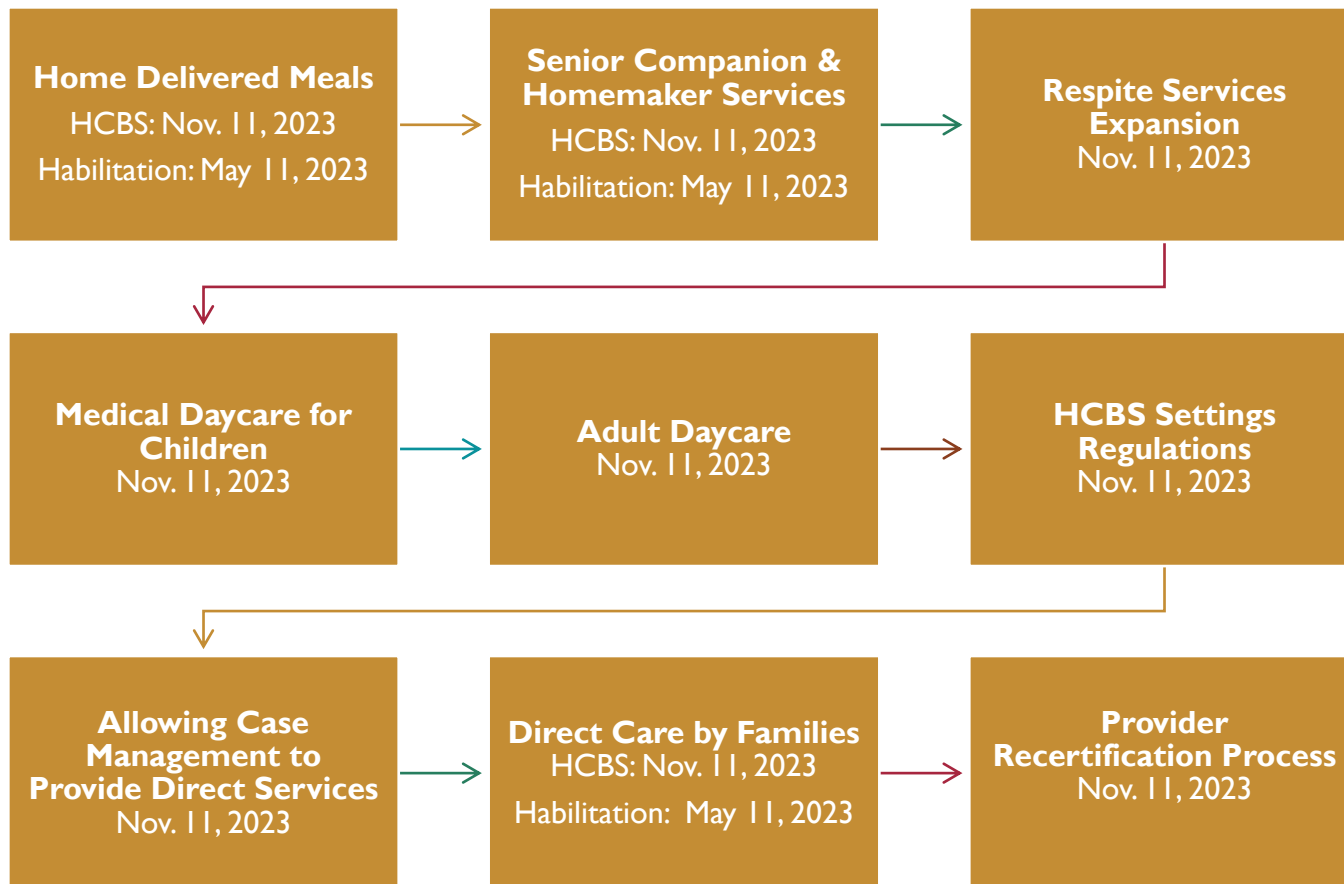 Home Delivered Meals
HCBS: Nov. 11, 2023
Habilitation: May 11, 2023
Senior Companion &
Homemaker Services
HCBS: Nov. 11, 2023
Habilitation: May 11, 2023
Respite Services
Expansion
Nov. 11, 2023
Medical Daycare for
Children
Nov. 11, 2023
Adult Daycare
Nov. 11, 2023
HCBS Settings
Regulations
Nov. 11, 2023
Allowing Case
Management to
Provide Direct Services
Nov. 11, 2023
Direct Care by Families
HCBS: Nov. 11, 2023
Habilitation: May 11, 2023
Provider
Recertification Process
Nov. 11, 2023